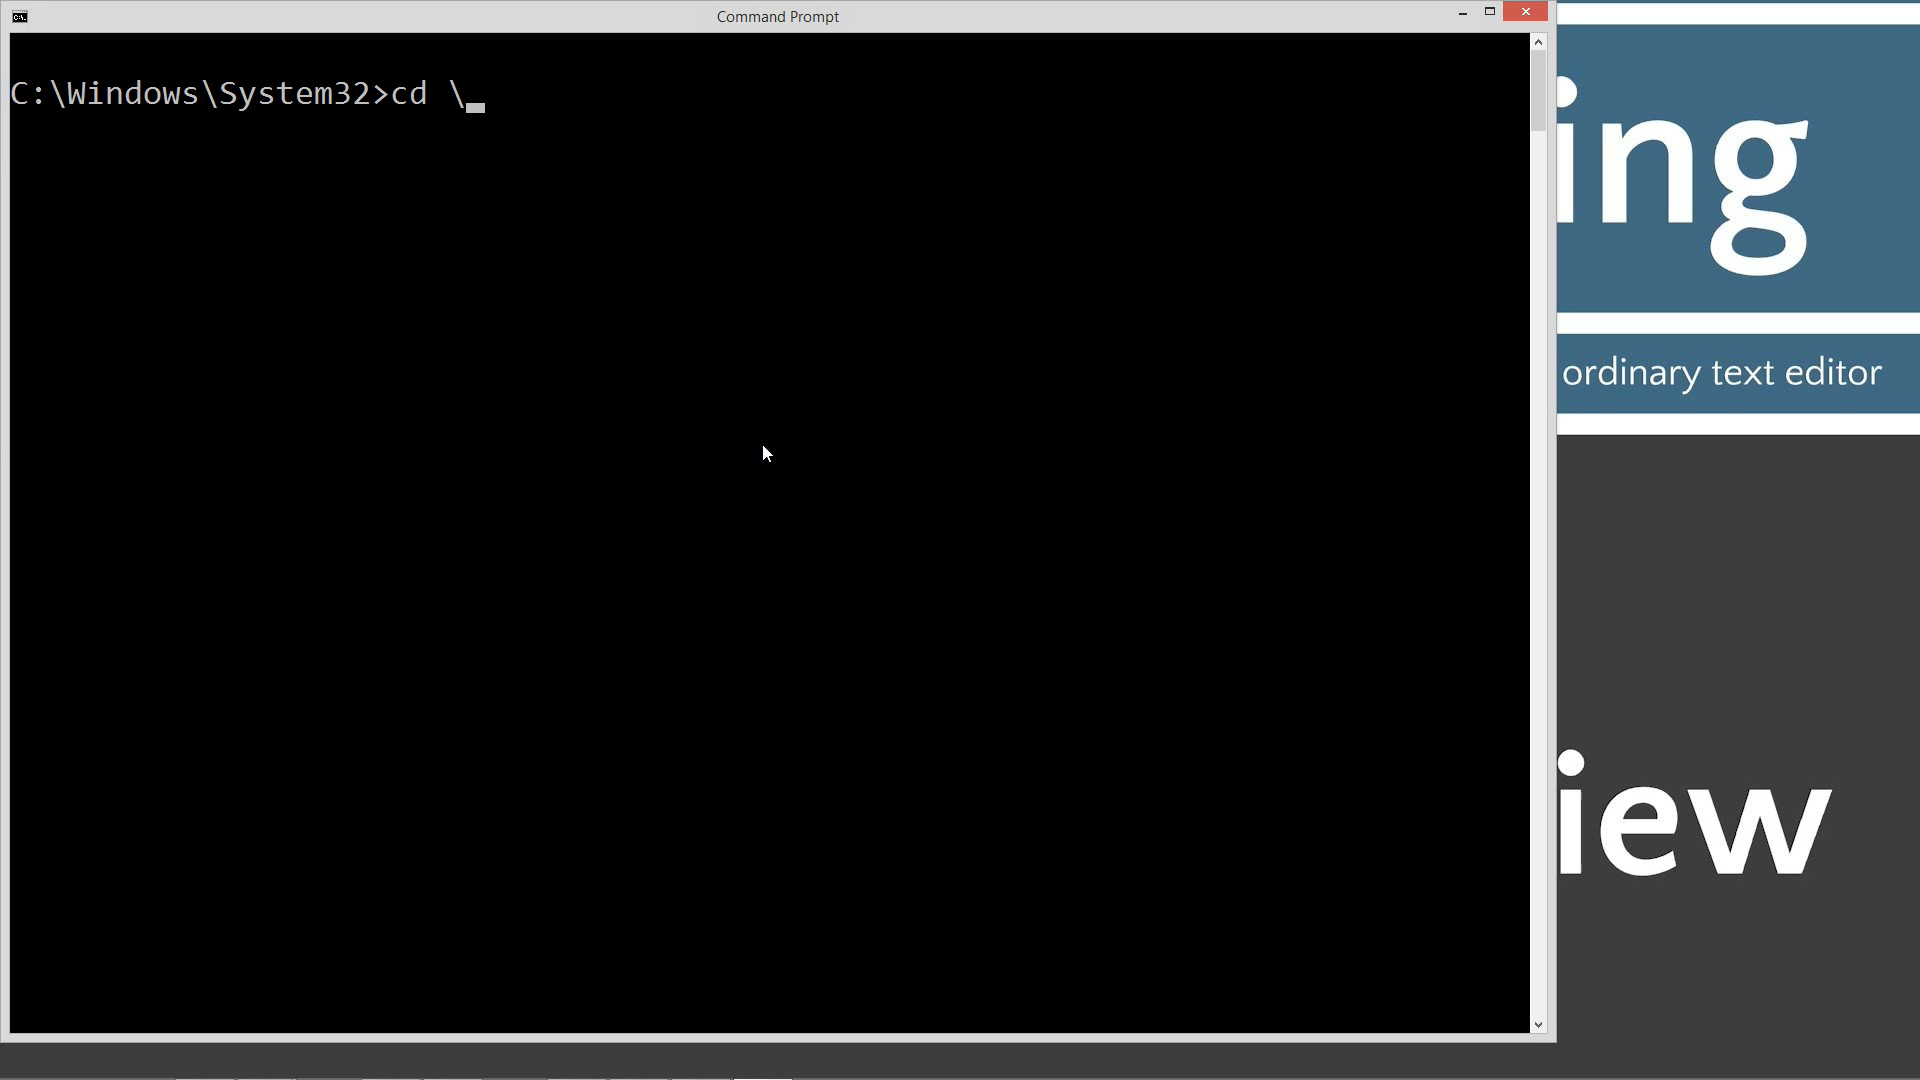 Command Prompt
C:\Windows\System32>cd \
ing
ordinary text editor
iew